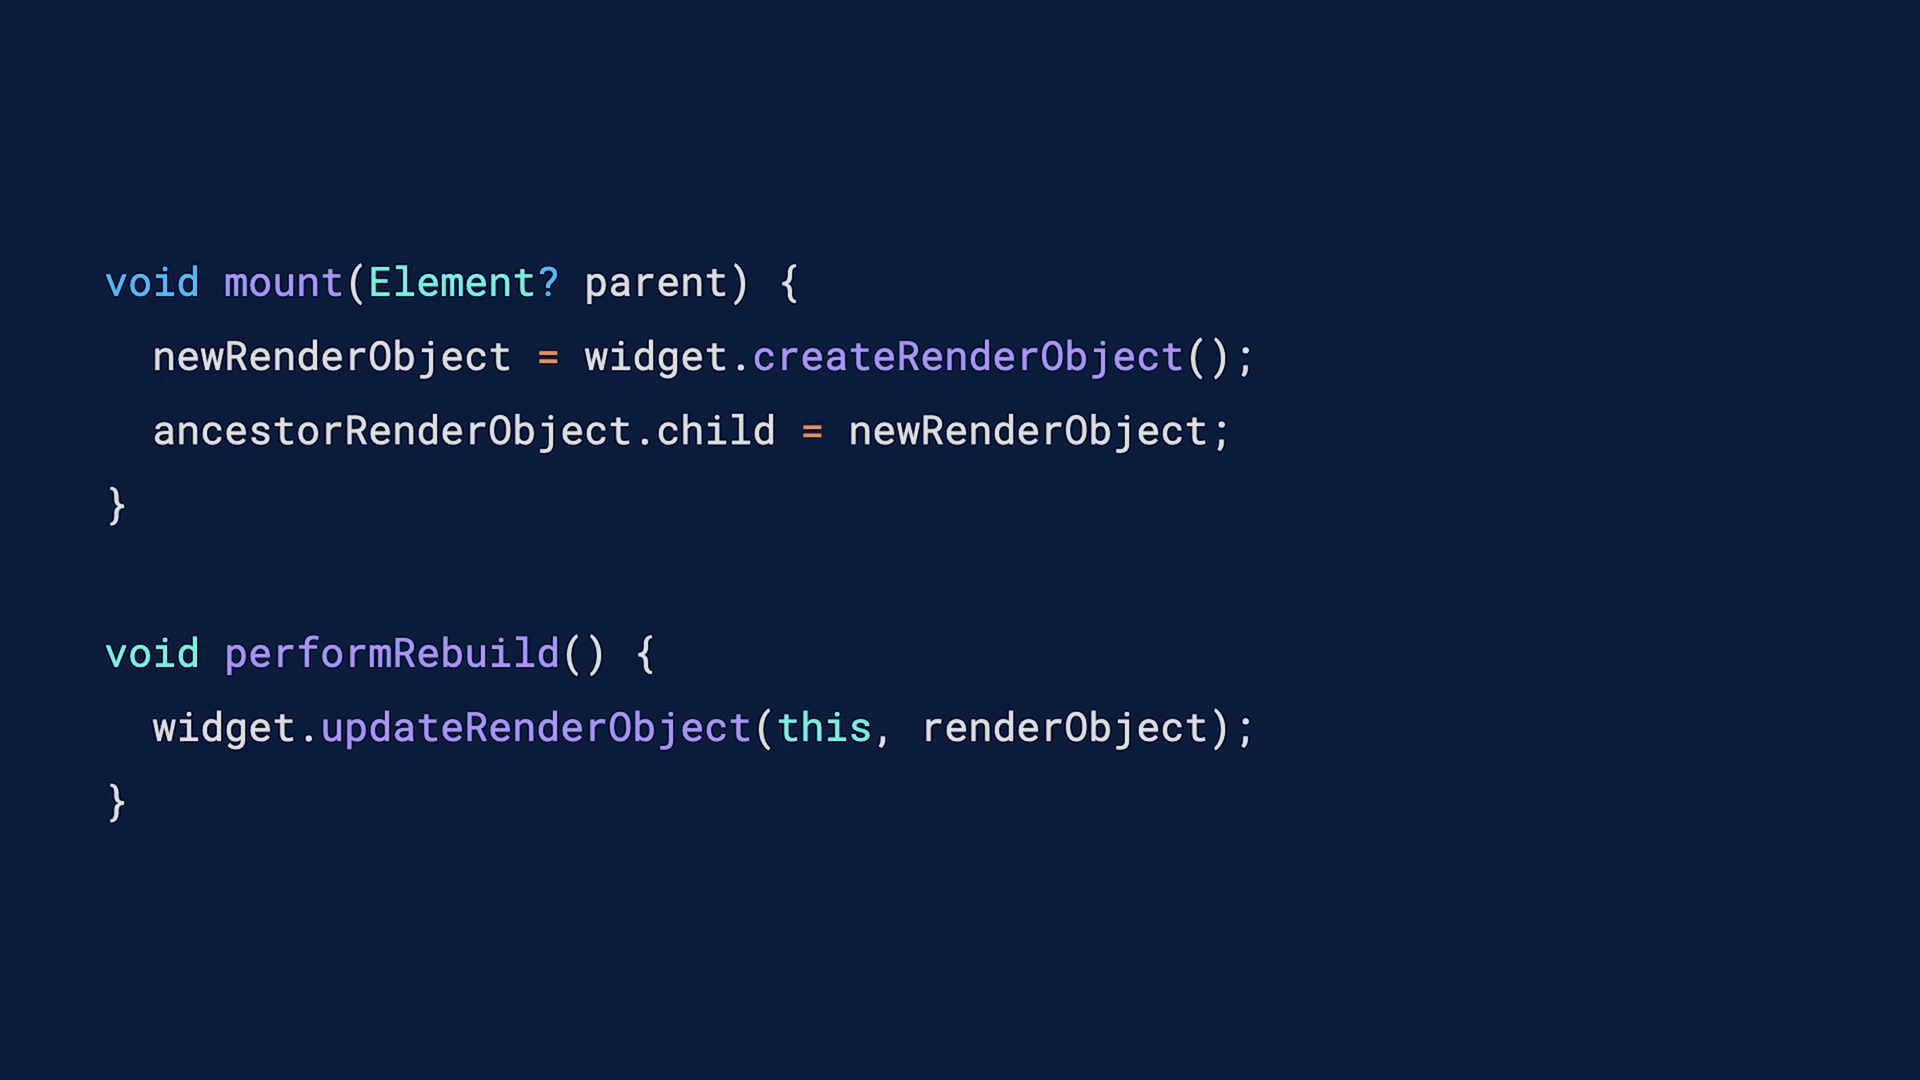 void mount(Element? parent) {
  newRenderObject = widget.createRenderObject();
  ancestorRenderObject.child = newRenderObject;
}

void performRebuild() {
  widget.updateRenderObject(this, renderObject);
}